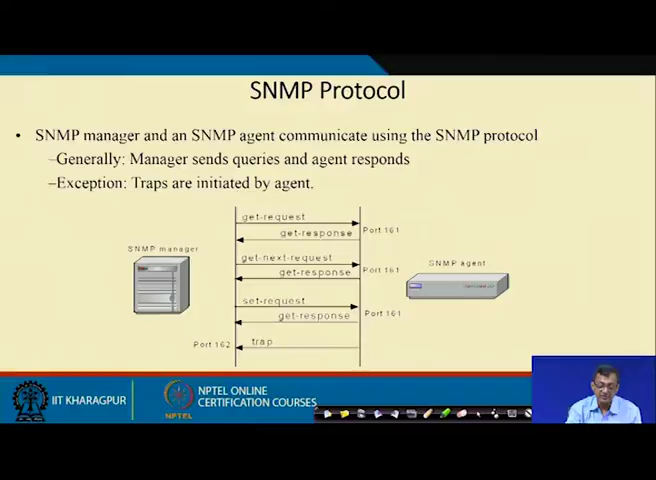 SNMP Protocol
• SNMP manager and an SNMP agent communicate using the SNMP protocol
–Generally: Manager sends queries and agent responds
–Exception: Traps are initiated by agent.
get-request
get-response
Port 161
SNMP manager
get-next-request
get-response
Port 161
SNMP agent
set-request
get-response
Port 161
Port 162
trap
IIT KHARAGPUR
NPTEL
NPTEL ONLINE
CERTIFICATION COURSES